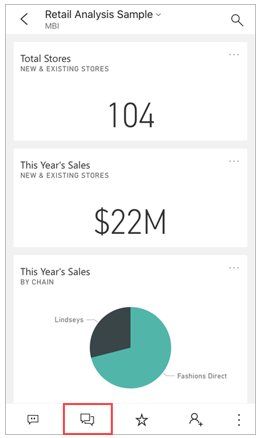 Retail Analysis Sample
MBI
Total Stores
NEW & EXISTING STORES
104
This Year's Sales
NEW & EXISTING STORES
$22M
This Year's Sales
BY CHAIN
Lindseys
Fashions Direct